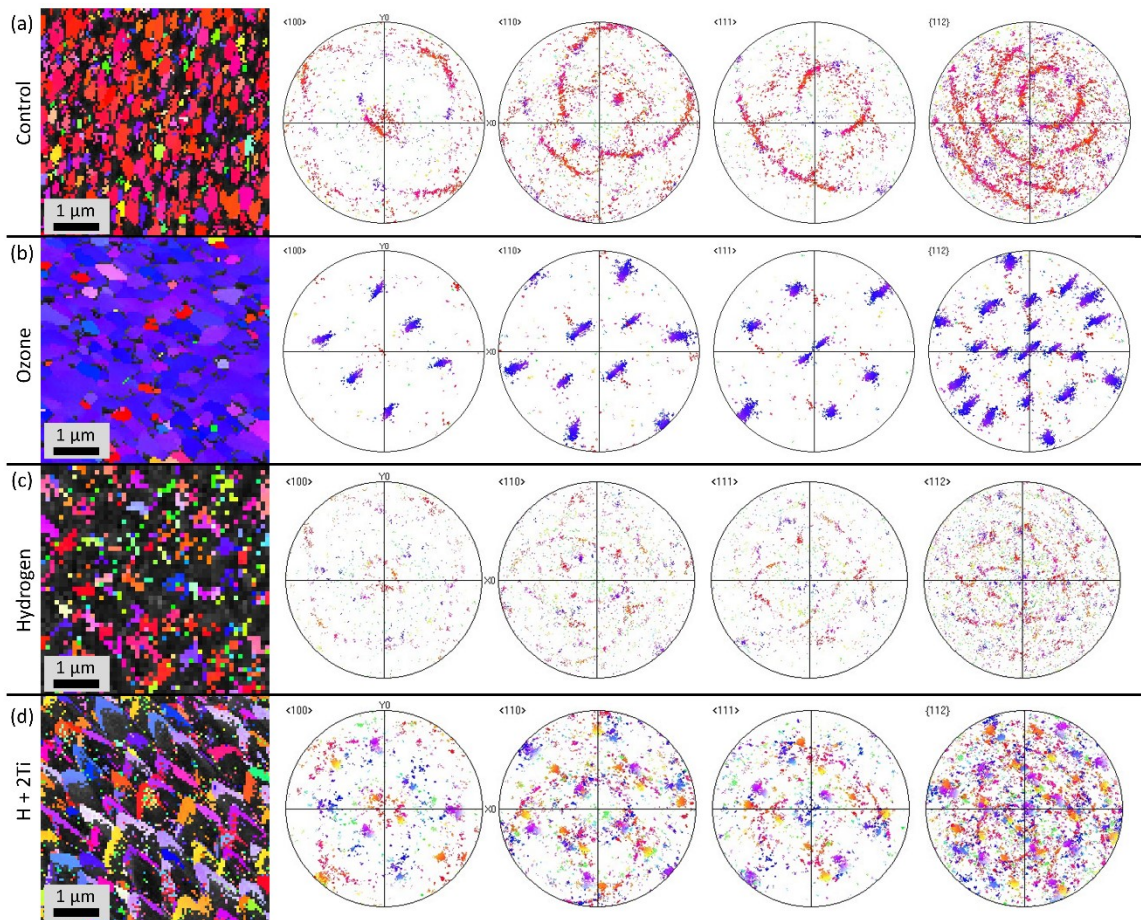 (a)
Control
1 µm
<100>
Y0
X0
<110>
<111>
{112}
(b)
Ozone
1 µm
<100>
Y0
X0
<110>
<111>
{112}
(c)
Hydrogen
1 µm
<100>
Y0
X0
<110>
<111>
<112>
(d)
H + 2Ti
1 µm
<100>
Y0
X0
<110>
<111>
{112}